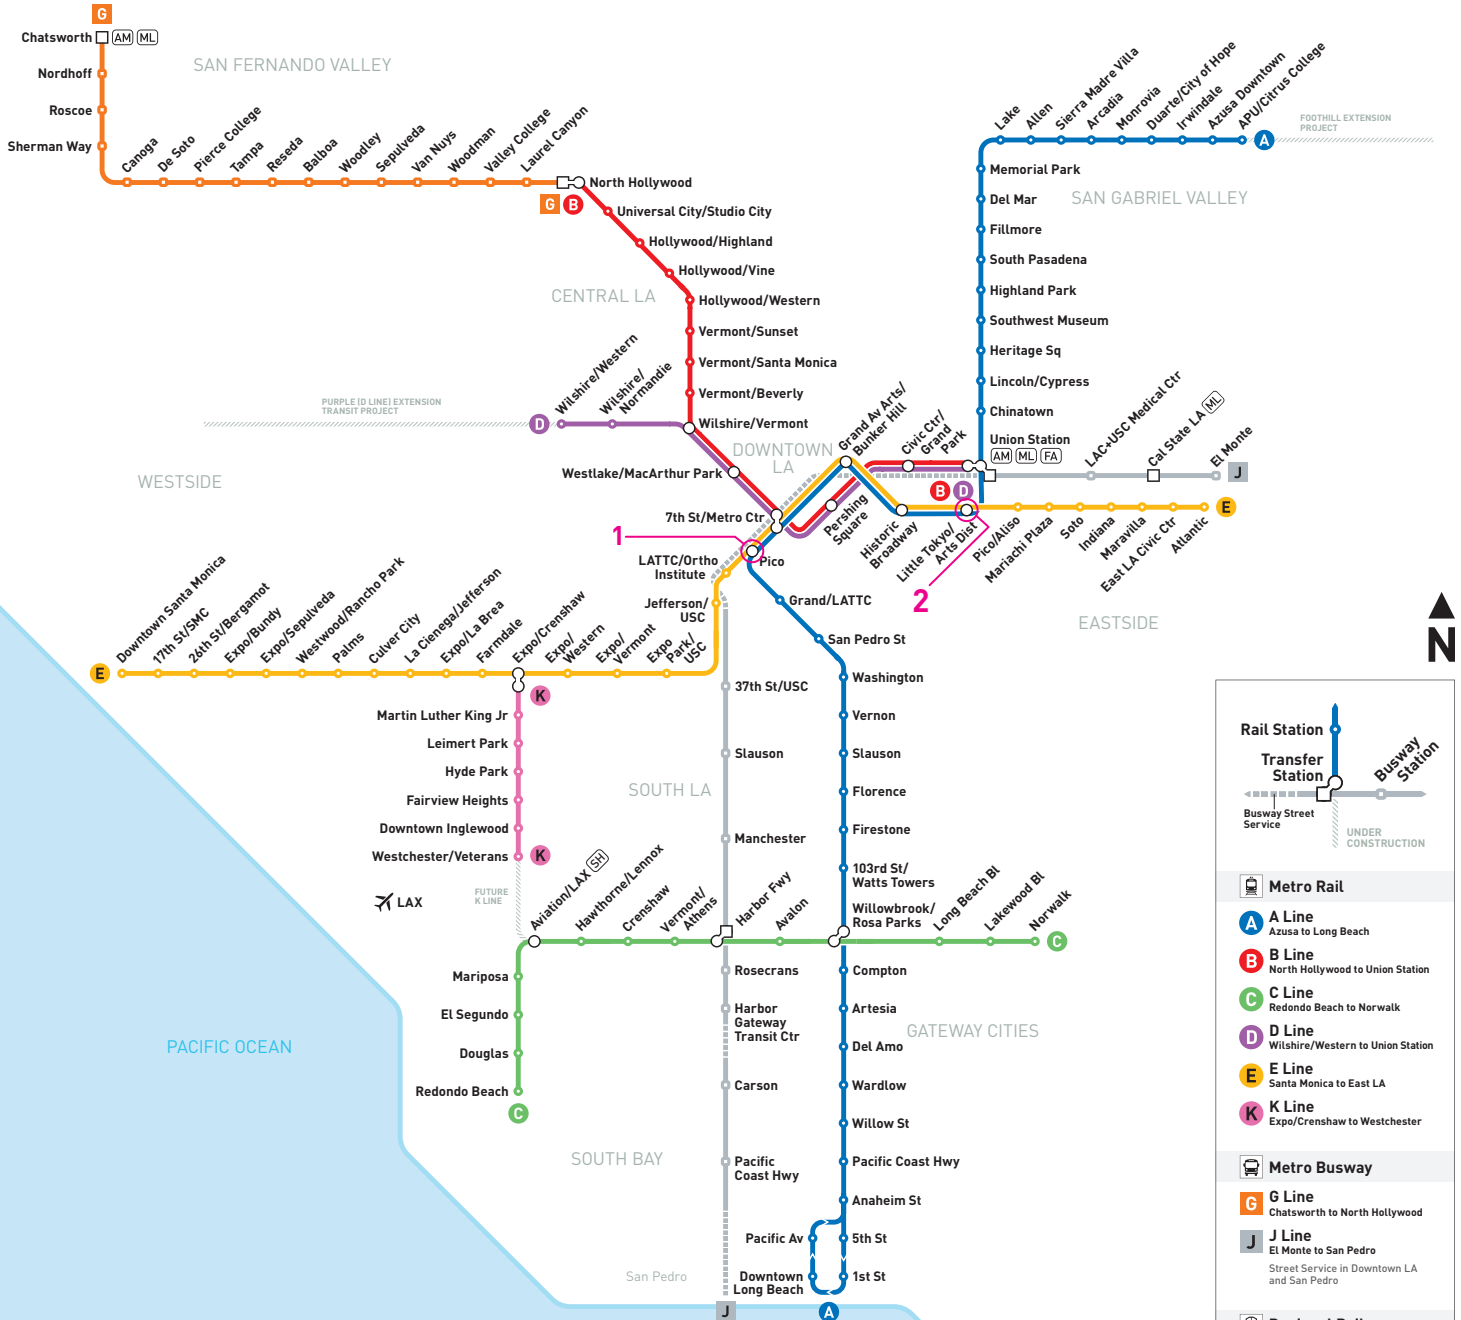 G
Chatsworth AM ML
Nordhoff
Roscoe
Sherman Way
SAN FERNANDO VALLEY
Canoga
De Soto
Pierce College
Tampa
Reseda
Balboa
Woodley
Sepulveda
Van Nuys
Woodman
Valley College
Laurel Canyon
North Hollywood
G B
Universal City/Studio City
Hollywood/Highland
Hollywood/Vine
Hollywood/Western
Vermont/Sunset
Vermont/Santa Monica
Vermont/Beverly
Wilshire/Vermont
CENTRAL LA
PURPLE (D LINE) EXTENSION
TRANSIT PROJECT
D
Wilshire/Western
Wilshire/
Normandie
WESTSIDE
Westlake/MacArthur Park
DOWNTOWN
LA
7th St/Metro Ctr
Lake
Allen
Sierra Madre Villa
Arcadia
Monrovia
Duarte/City of Hope
Irwindale
Azusa Downtown
APU/Citrus College
A
FOOTHILL EXTENSION
PROJECT
Memorial Park
Del Mar
Fillmore
South Pasadena
Highland Park
Southwest Museum
Heritage Sq
Lincoln/Cypress
Chinatown
Union Station
AM ML FA
SAN GABRIEL VALLEY
Grand Av Arts/
Bunker Hill
Civic Ctr/
Grand
Park
B D
LAC+USC Medical Ctr
Cal State LA ML
El Monte
J
Pershing
Square
Historic
Broadway
Little Tokyo/
Arts Dist
Pico/Aliso
Mariachi Plaza
Soto
Indiana
Maravilla
East LA Civic Ctr
Atlantic
E
1
2
EASTSIDE
Pico
LATTC/Ortho
Institute
Jefferson/
USC
E
Downtown Santa Monica
17th St/SMC
26th St/Bergamot
Expo/Bundy
Expo/Sepulveda
Westwood/Rancho Park
Palms
Culver City
La Cienega/Jefferson
Expo/La Brea
Farmdale
Expo/Crenshaw
Expo/
Western
Expo/
Vermont
Expo
Park/
USC
K
Martin Luther King Jr
Leimert Park
Hyde Park
Fairview Heights
Downtown Inglewood
Westchester/Veterans
K
FUTURE
K LINE
LAX
Grand/LATTC
San Pedro St
Washington
Vernon
Slauson
Florence
Firestone
103rd St/
Watts Towers
Willowbrook/
Rosa Parks
37th St/USC
Slauson
Manchester
SOUTH LA
Aviation/LAX SH
Hawthorne/Lennox
Crenshaw
Vermont/
Athens
Harbor Fwy
Avalon
Long Beach Bl
Lakewood Bl
Norwalk
C
Mariposa
El Segundo
Douglas
Redondo Beach
C
Rosecrans
Harbor
Gateway
Transit Ctr
Carson
Pacific
Coast Hwy
Compton
Artesia
Del Amo
Wardlow
Willow St
Pacific Coast Hwy
Anaheim St
5th St
1st St
Pacific Av
Downtown
Long Beach
A
J
San Pedro
GATEWAY CITIES
SOUTH BAY
PACIFIC OCEAN
N
Rail Station
Transfer
Station
Busway
Station
Busway Street
Service
UNDER
CONSTRUCTION
Metro Rail
A A Line
Azusa to Long Beach
B B Line
North Hollywood to Union Station
C C Line
Redondo Beach to Norwalk
D D Line
Wilshire/Western to Union Station
E E Line
Santa Monica to East LA
K K Line
Expo/Crenshaw to Westchester
Metro Busway
G G Line
Chatsworth to North Hollywood
J J Line
El Monte to San Pedro
Street Service in Downtown LA
and San Pedro